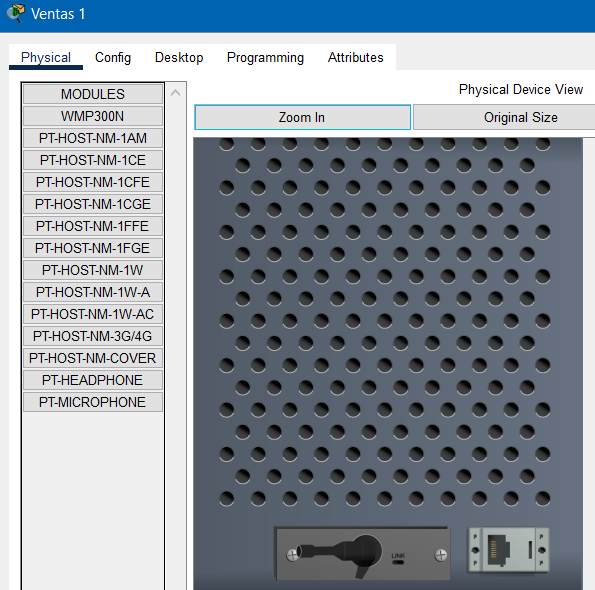 Ventas 1
Physical Config Desktop Programming Attributes
MODULES
WMP300N
PT-HOST-NM-1AM
PT-HOST-NM-1CE
PT-HOST-NM-1CFE
PT-HOST-NM-1CGE
PT-HOST-NM-1FFE
PT-HOST-NM-1FGE
PT-HOST-NM-1W
PT-HOST-NM-1W-A
PT-HOST-NM-1W-AC
PT-HOST-NM-3G/4G
PT-HOST-NM-COVER
PT-HEADPHONE
PT-MICROPHONE
Physical Device View
Zoom In Original Size
LINK